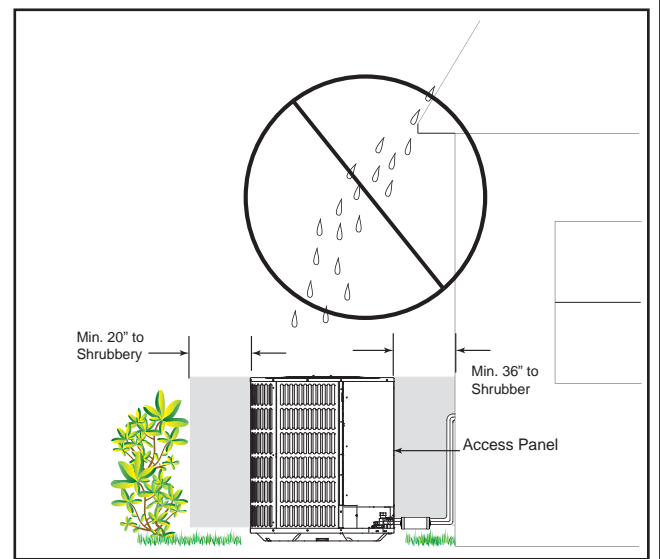 Min. 20” to
Shrubbery
Min. 36” to
Shrubber
Access Panel